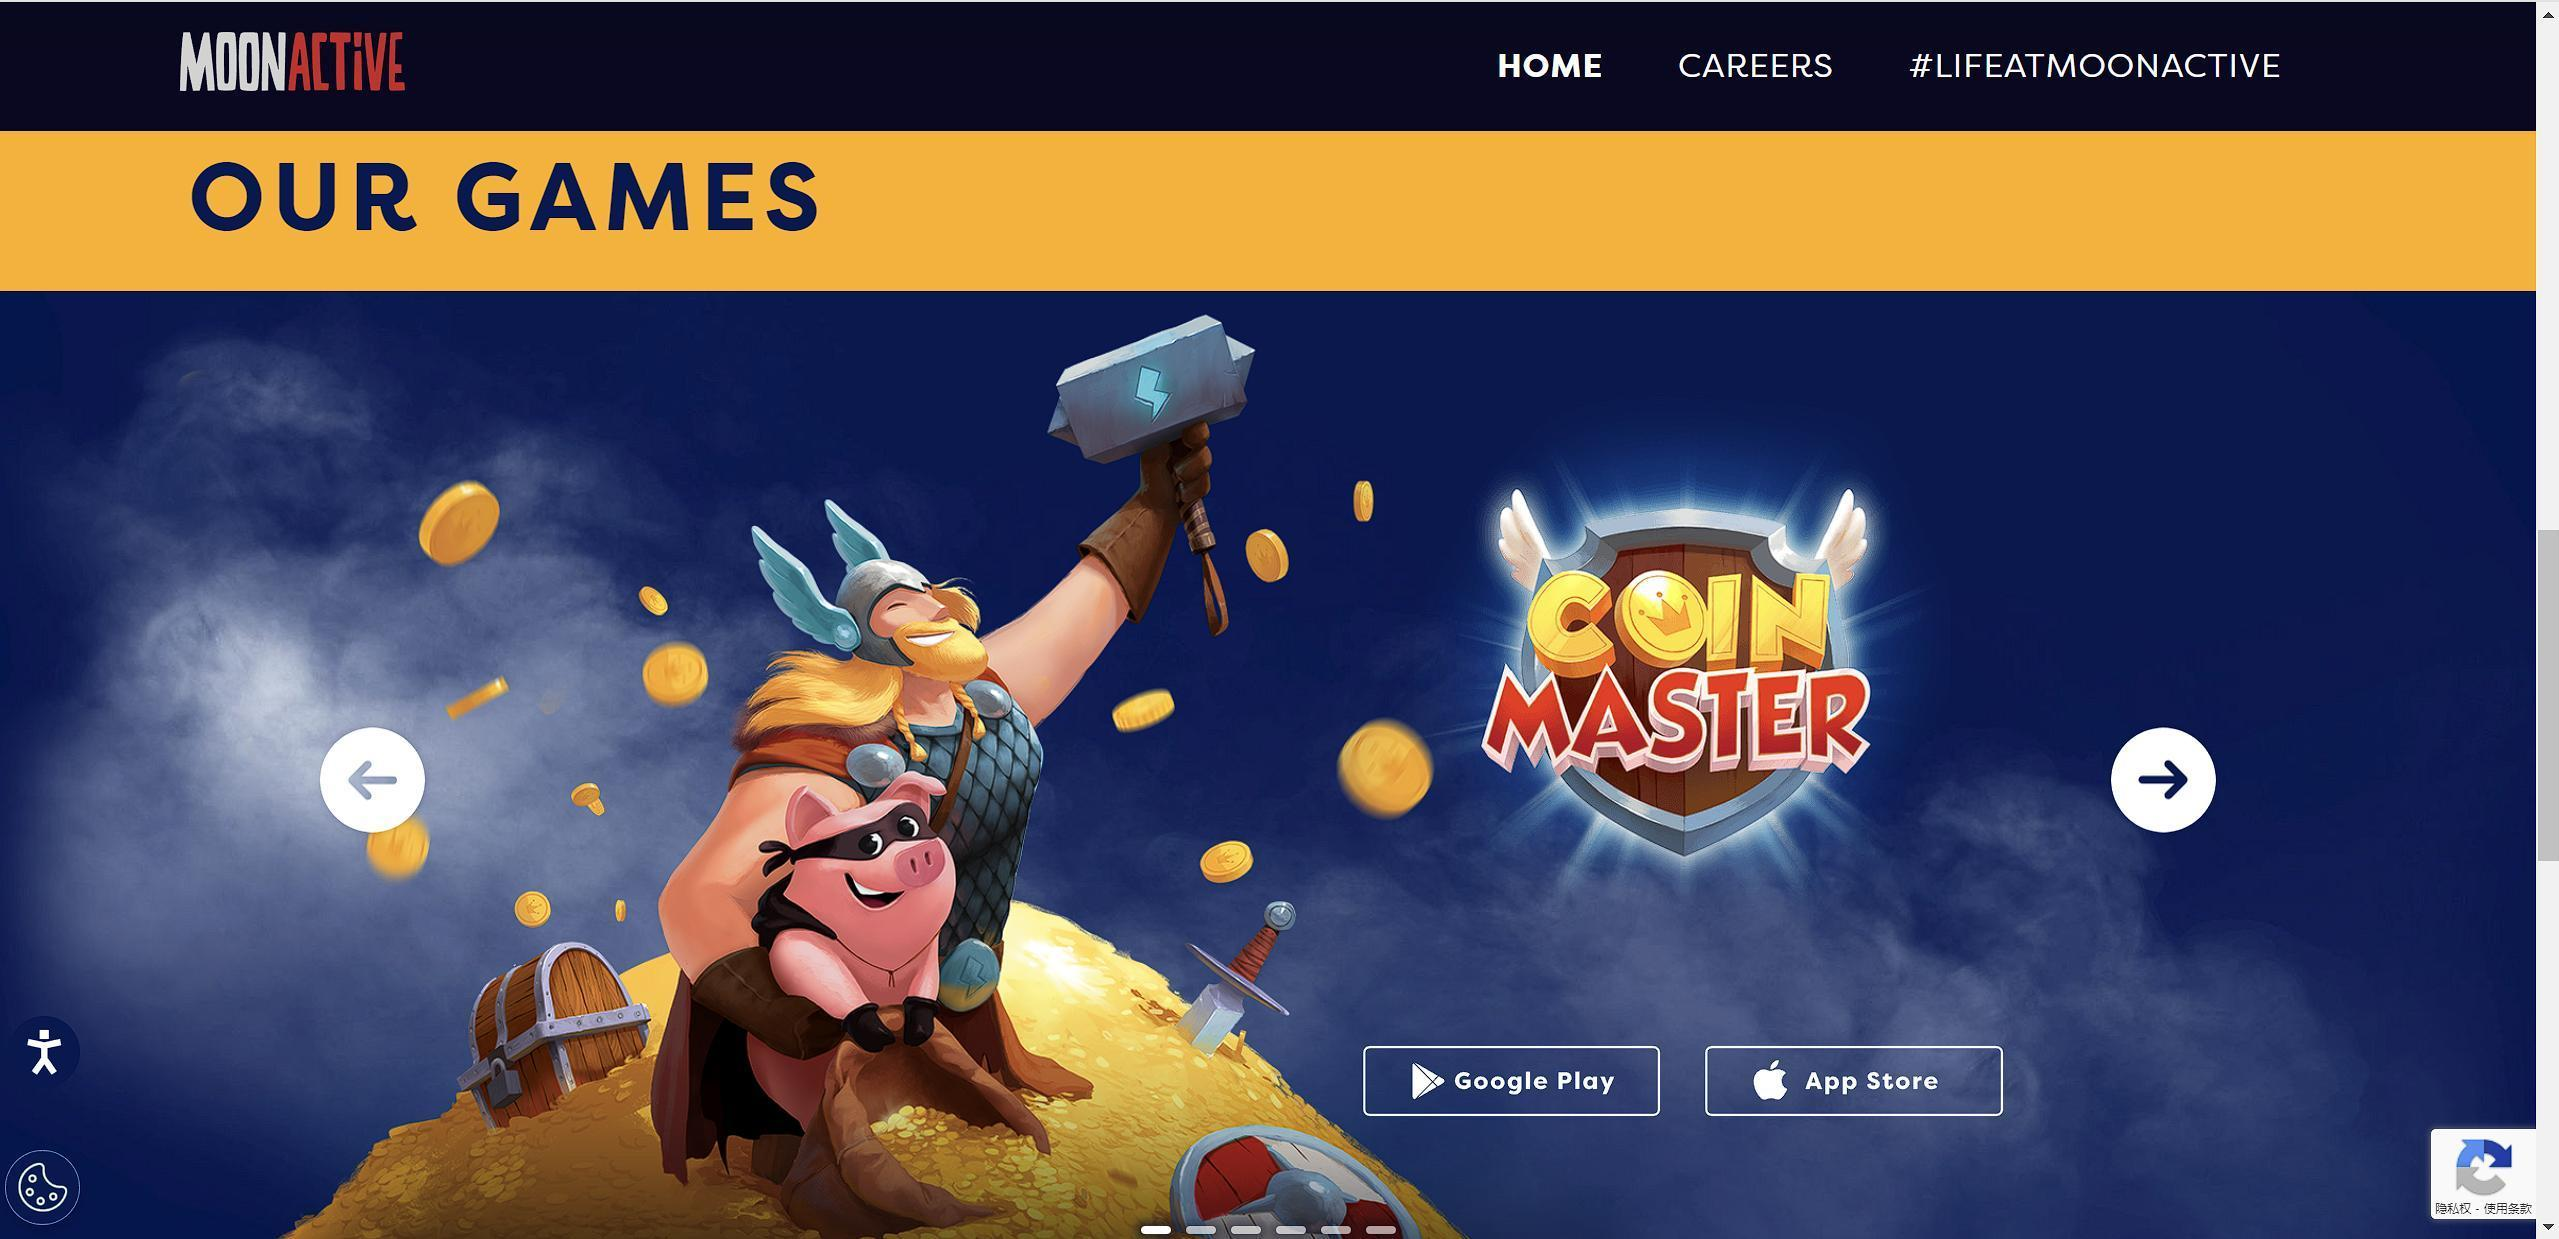 MOONACTIVE
HOME CAREERS #LIFEATMOONACTIVE
OUR GAMES
COIN
MASTER
Google Play App Store
隐私权 - 使用条款